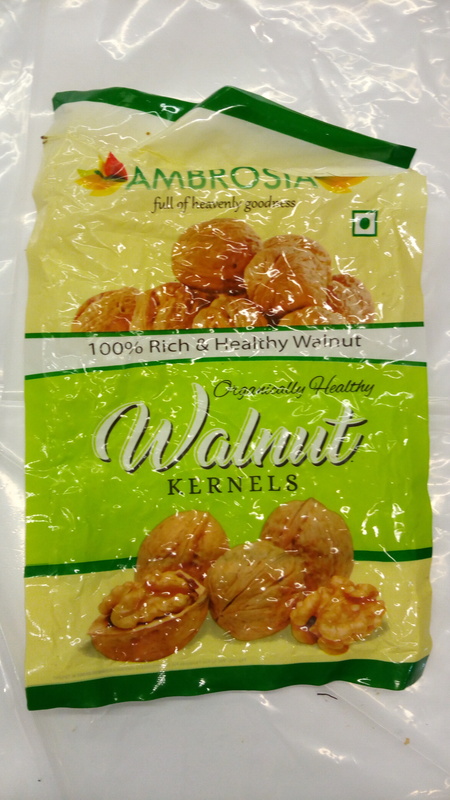 AMBROSIA
full of heavenly goodness
100% Rich & Healthy Walnut
Organically Healthy
Walnut
KERNELS